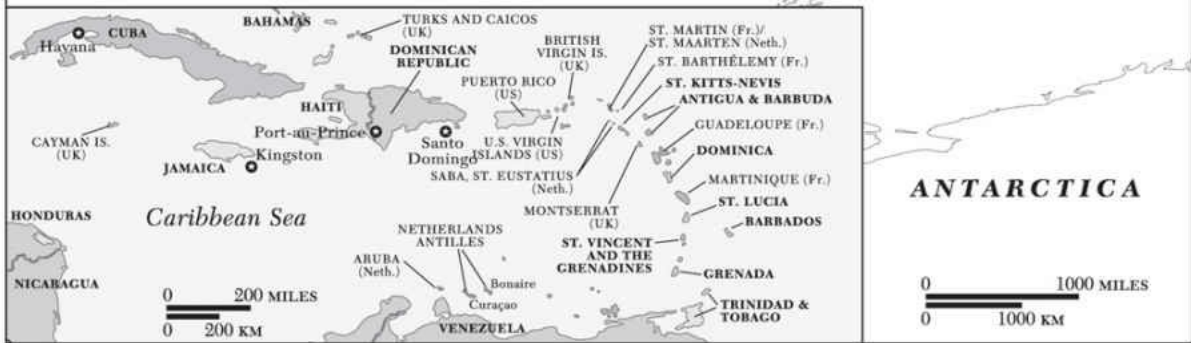 BAHAMAS
TURKS AND CAICOS
(UK)
CUBA
Havana
DOMINICAN
REPUBLIC
BRITISH
VIRGIN IS.
(UK)
ST. MARTIN (Fr.)/
ST. MAARTEN (Neth.)
ST. BARTHÉLEMY (Fr.)
ST. KITTS-NEVIS
ANTIGUA & BARBUDA
PUERTO RICO
(US)
HAITI
Port-au-Prince
Santo
Domingo
U.S. VIRGIN
ISLANDS (US)
GUADELOUPE (Fr.)
CAYMAN IS.
(UK)
Kingston
JAMAICA
SABA, ST. EUSTATIUS
(Neth.)
DOMINICA
MARTINIQUE (Fr.)
MONTSERRAT
(UK)
ST. LUCIA
BARBADOS
HONDURAS
Caribbean Sea
NETHERLANDS
ANTILLES
ST. VINCENT
AND THE
GRENADINES
ARUBA
(Neth.)
Bonaire
Curaçao
GRENADA
NICARAGUA
0 200 MILES
0 200 KM
VENEZUELA
TRINIDAD &
TOBAGO
ANTARCTICA
0 1000 MILES
0 1000 KM